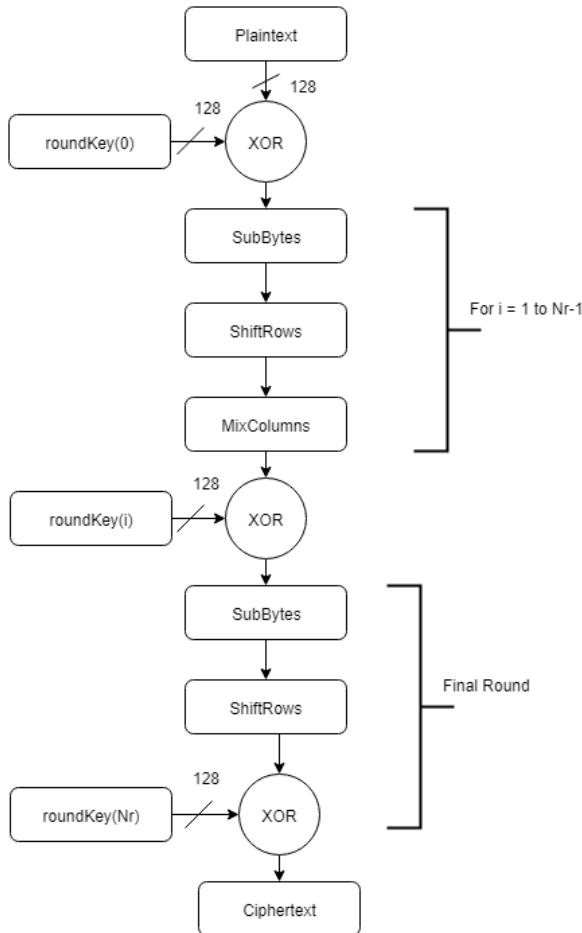 Plaintext
128
128
roundKey(0)
XOR
SubBytes
For i = 1 to Nr-1
ShiftRows
MixColumns
128
roundKey(i)
XOR
SubBytes
Final Round
ShiftRows
128
roundKey(Nr)
XOR
Ciphertext